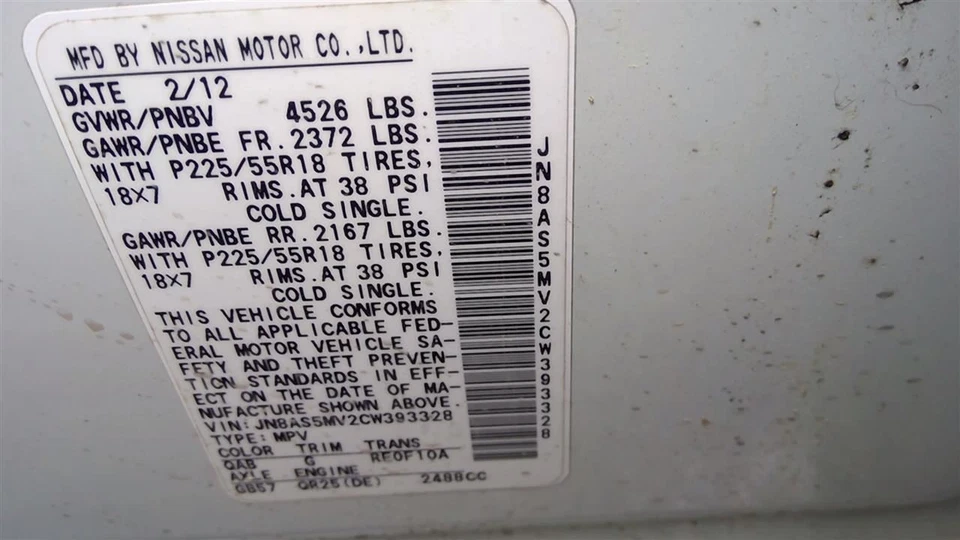 MFD BY NISSAN MOTOR CO.,LTD.
DATE 2/12
GVWR/PNBV 4526 LBS.
GAWR/PNBE FR. 2372 LBS.
WITH P225/55R18 TIRES,
18X7 RIMS. AT 38 PSI
COLD SINGLE.
GAWR/PNBE RR. 2167 LBS.
WITH P225/55R18 TIRES,
18X7 RIMS. AT 38 PSI
COLD SINGLE.
THIS VEHICLE CONFORMS
TO ALL APPLICABLE FED-
ERAL MOTOR VEHICLE SA-
FETY AND THEFT PREVEN-
TION STANDARDS IN EFF-
ECT ON THE DATE OF MA-
NUFACTURE SHOWN ABOVE.
VIN: JN8AS5MV2CW393328
TYPE: MPV
COLOR TRIM TRANS
QAB G RE0F10A
AXLE ENGINE
GB57 QR25(DE) 2488CC
JN8AS5MV2CW393328